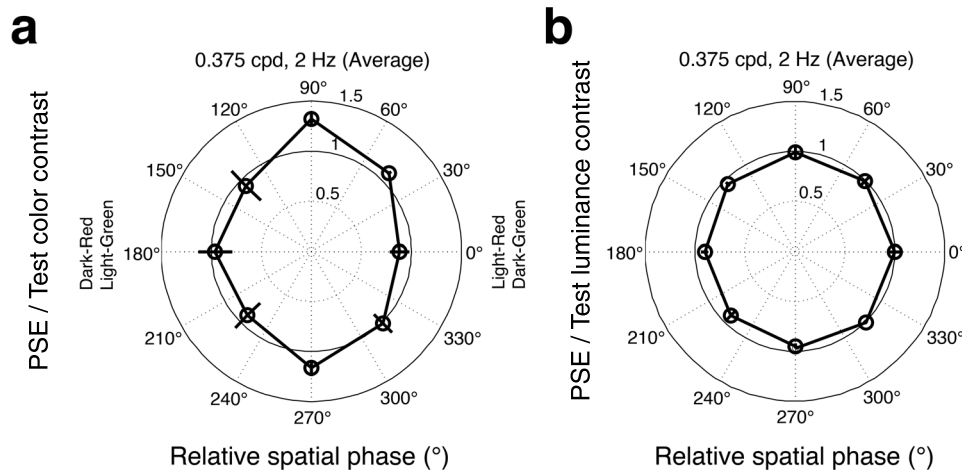 a
0.375 cpd, 2 Hz (Average)
90°
1.5
120°
60°
1
150°
30°
0.5
PSE / Test color contrast
Dark-Red
Light-Green
180°
0°
Light-Red
Dark-Green
210°
330°
240°
300°
270°
Relative spatial phase (°)
b
0.375 cpd, 2 Hz (Average)
90°
1.5
120°
60°
1
150°
30°
0.5
PSE / Test luminance contrast
180°
0°
210°
330°
240°
300°
270°
Relative spatial phase (°)